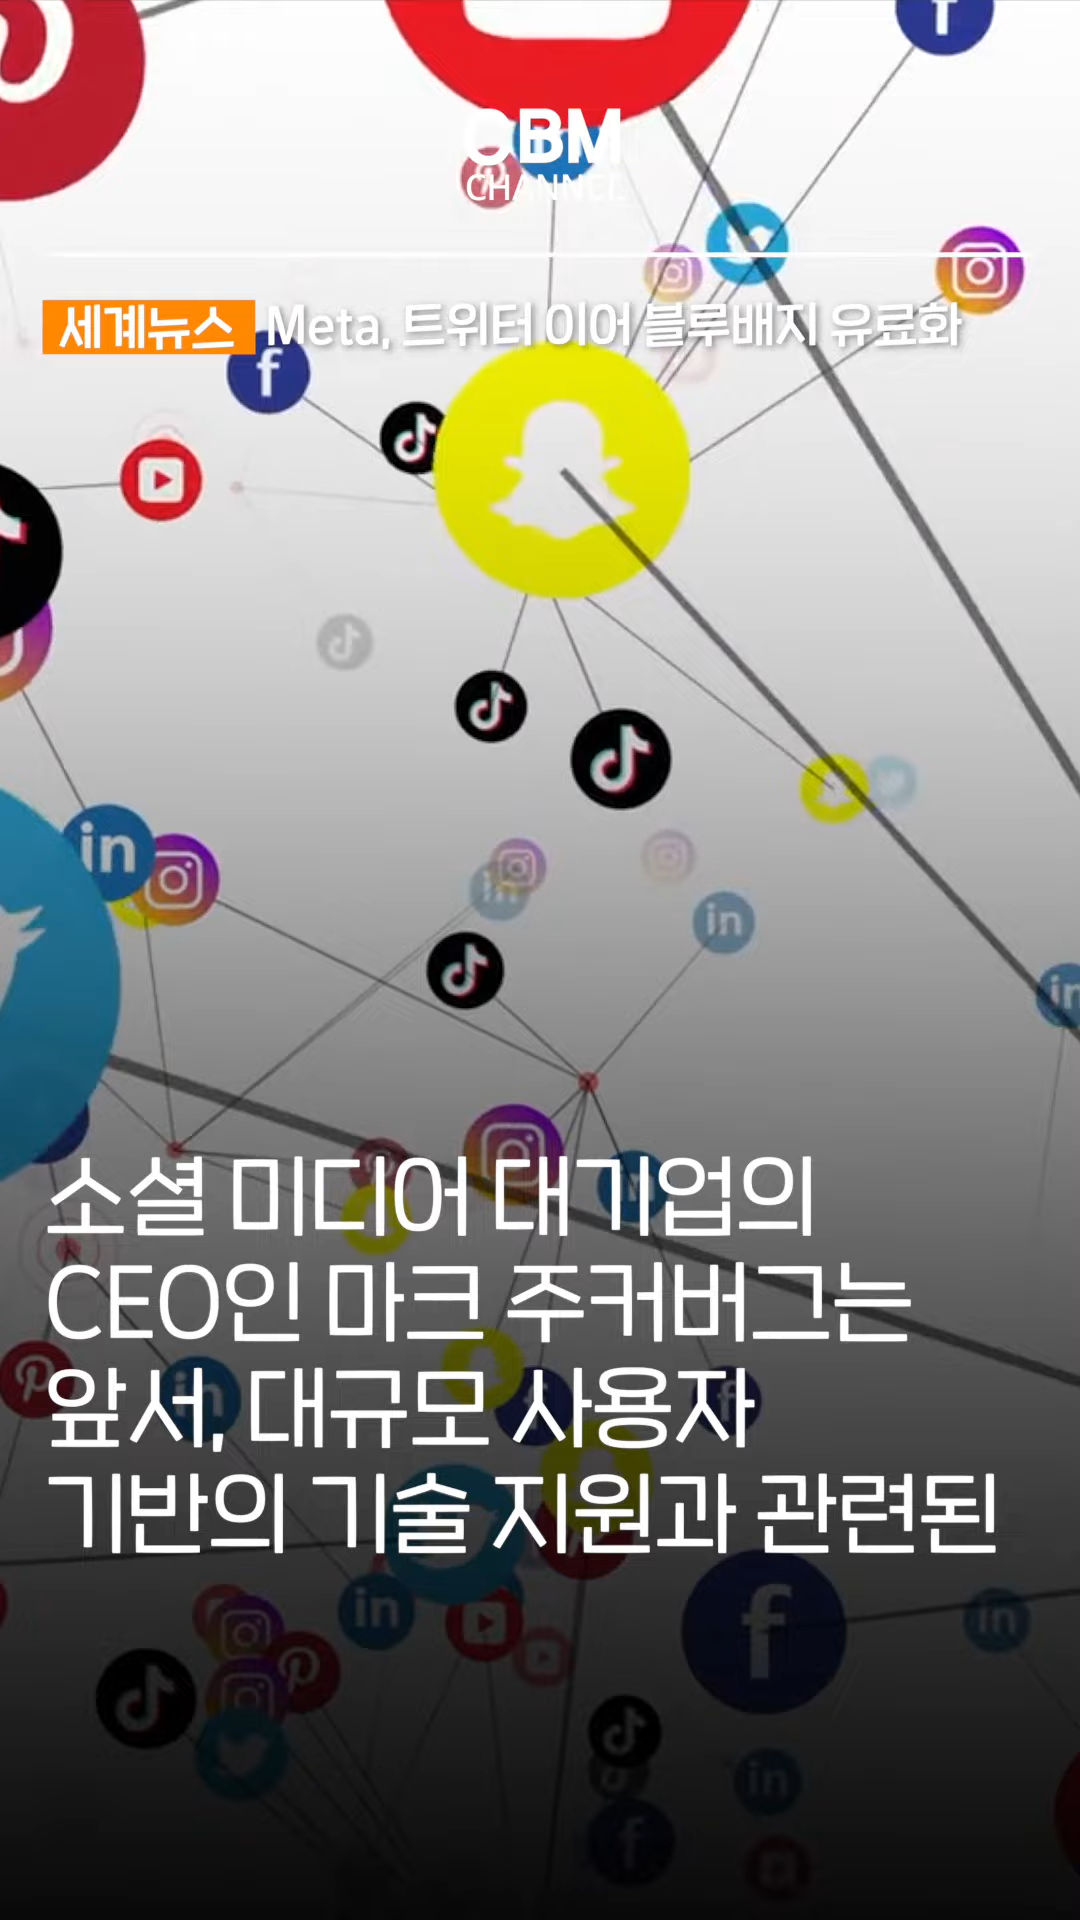 OBM
CHANNEL
세계뉴스 Meta, 트위터 이어 블루배지 유료화
소셜 미디어 대기업의
CEO인 마크 주커버그는
앞서, 대규모 사용자
기반의 기술 지원과 관련된